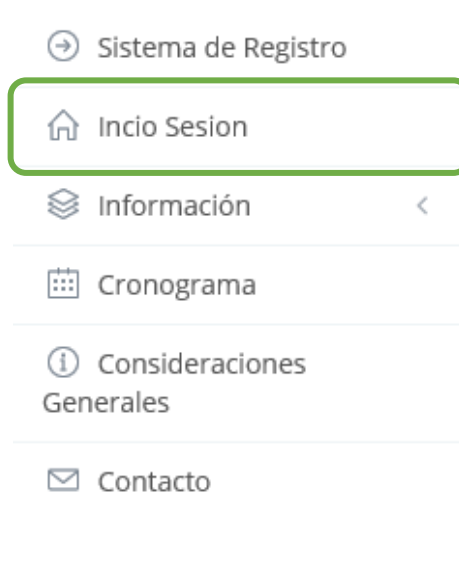 Sistema de Registro
Incio Sesion
Información
Cronograma
Consideraciones
Generales
Contacto